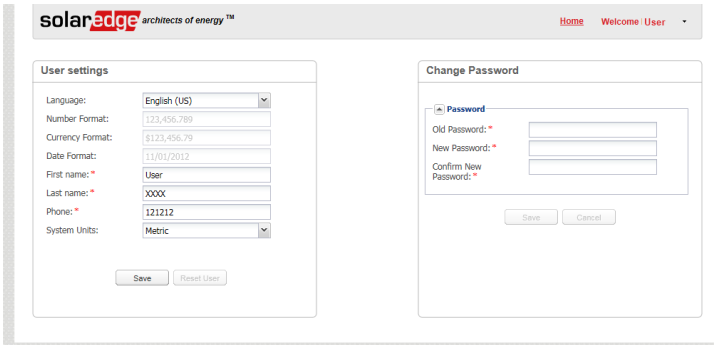 solaredge architects of energy ™
Home Welcome User
User settings
Language: English (US)
Number Format: 123,456.789
Currency Format: $123,456.79
Date Format: 11/01/2012
First name: * User
Last name: * XXXX
Phone: * 121212
System Units: Metric
Save Reset User
Change Password
Password
Old Password: *
New Password: *
Confirm New
Password: *
Save Cancel